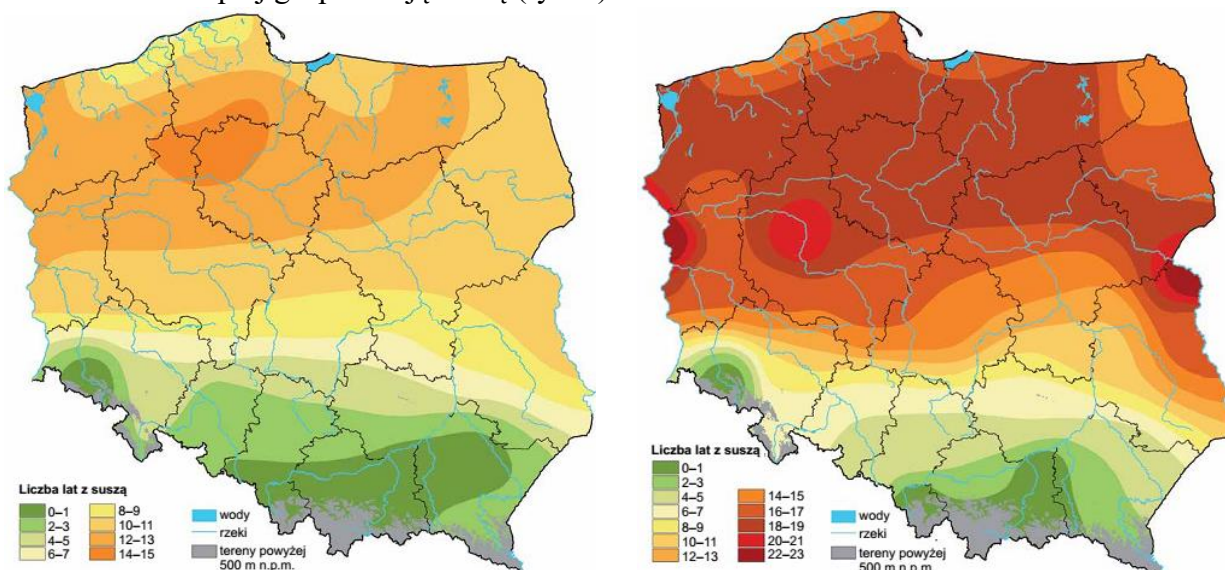 Liczba lat z suszą
0–1
2–3
4–5
6–7
8–9
10–11
12–13
14–15
wody
rzeki
tereny powyżej
500 m n.p.m.
Liczba lat z suszą
0–1
2–3
4–5
6–7
8–9
10–11
12–13
14–15
16–17
18–19
20–21
22–23
wody
rzeki
tereny powyżej
500 m n.p.m.